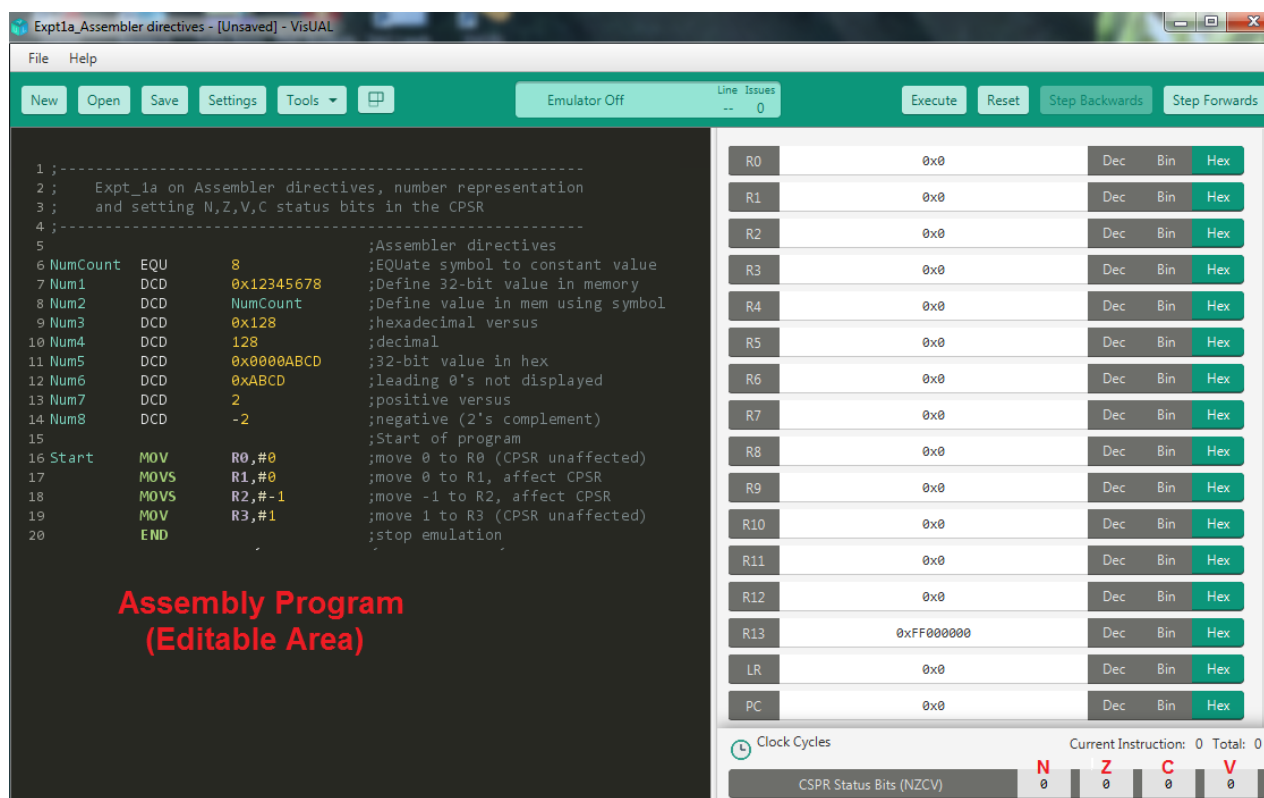 Expt1a_Assembler directives - [Unsaved] - VisUAL
File Help
New Open Save Settings Tools Emulator Off Line Issues -- 0 Execute Reset Step Backwards Step Forwards
1 ;----------------------------------------------------------
2 ; Expt_1a on Assembler directives, number representation
3 ; and setting N,Z,V,C status bits in the CPSR
4 ;----------------------------------------------------------
5 ;Assembler directives
6 NumCount EQU 8 ;EQUate symbol to constant value
7 Num1 DCD 0x12345678 ;Define 32-bit value in memory
8 Num2 DCD NumCount ;Define value in mem using symbol
9 Num3 DCD 0x128 ;hexadecimal versus
10 Num4 DCD 128 ;decimal
11 Num5 DCD 0x0000ABCD ;32-bit value in hex
12 Num6 DCD 0xABCD ;leading 0's not displayed
13 Num7 DCD 2 ;positive versus
14 Num8 DCD -2 ;negative (2's complement)
15 ;Start of program
16 Start MOV R0,#0 ;move 0 to R0 (CPSR unaffected)
17 MOVS R1,#0 ;move 0 to R1, affect CPSR
18 MOVS R2,#-1 ;move -1 to R2, affect CPSR
19 MOV R3,#1 ;move 1 to R3 (CPSR unaffected)
20 END ;stop emulation
Assembly Program
(Editable Area)
R0 0x0 Dec Bin Hex
R1 0x0 Dec Bin Hex
R2 0x0 Dec Bin Hex
R3 0x0 Dec Bin Hex
R4 0x0 Dec Bin Hex
R5 0x0 Dec Bin Hex
R6 0x0 Dec Bin Hex
R7 0x0 Dec Bin Hex
R8 0x0 Dec Bin Hex
R9 0x0 Dec Bin Hex
R10 0x0 Dec Bin Hex
R11 0x0 Dec Bin Hex
R12 0x0 Dec Bin Hex
R13 0xFF000000 Dec Bin Hex
LR 0x0 Dec Bin Hex
PC 0x0 Dec Bin Hex
Clock Cycles Current Instruction: 0 Total: 0
N Z C V
CSPR Status Bits (NZCV) 0 0 0 0